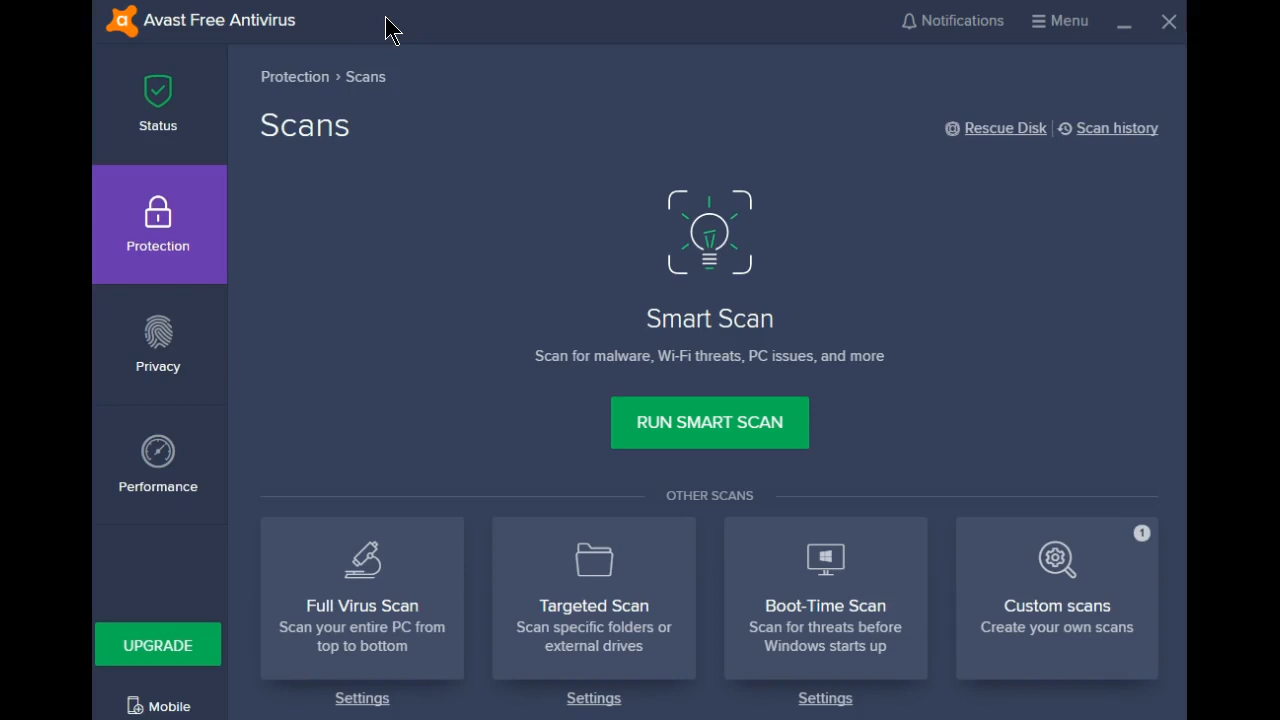 Avast Free Antivirus
Notifications
Menu
Status
Protection
Privacy
Performance
UPGRADE
Mobile
Protection › Scans
Scans
Rescue Disk
Scan history
Smart Scan
Scan for malware, Wi-Fi threats, PC issues, and more
RUN SMART SCAN
OTHER SCANS
Full Virus Scan
Scan your entire PC from
top to bottom
Settings
Targeted Scan
Scan specific folders or
external drives
Settings
Boot-Time Scan
Scan for threats before
Windows starts up
Settings
1
Custom scans
Create your own scans